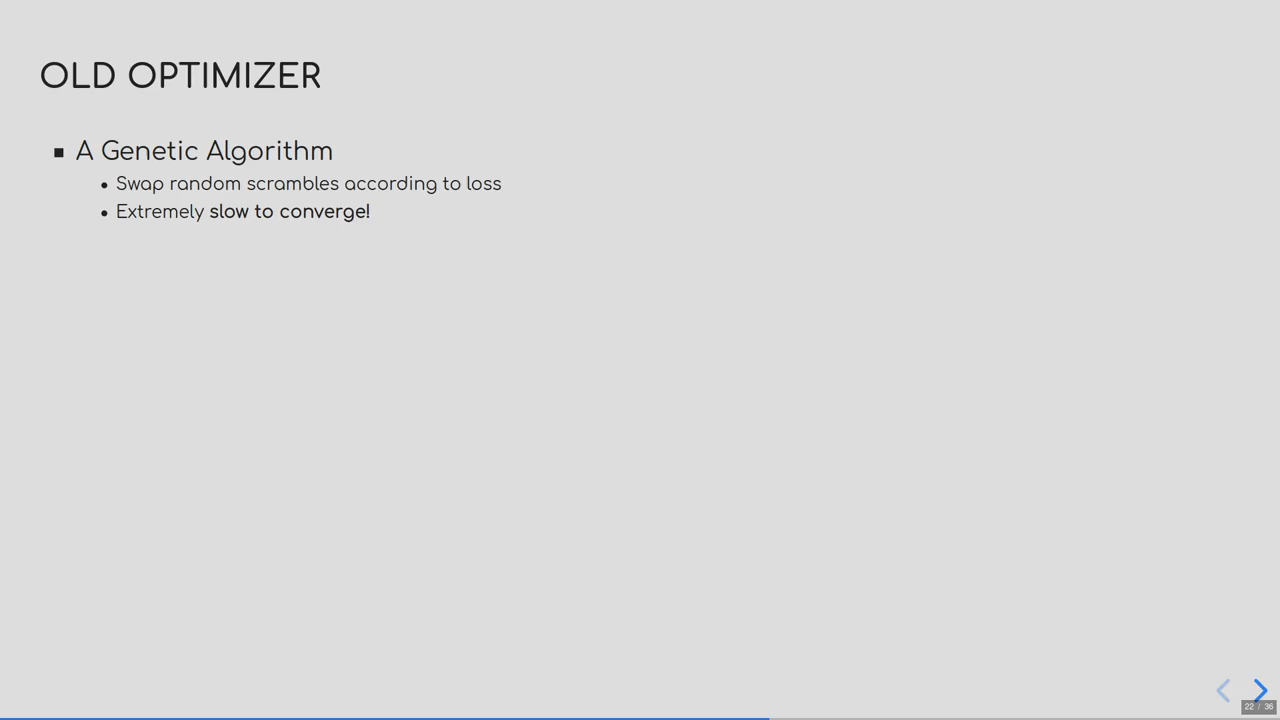 OLD OPTIMIZER
A Genetic Algorithm
Swap random scrambles according to loss
Extremely slow to converge!
22 / 36